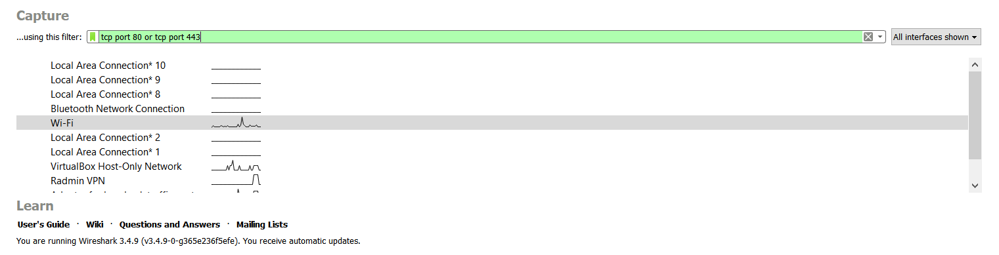 Capture
...using this filter: tcp port 80 or tcp port 443 All interfaces shown
Local Area Connection* 10
Local Area Connection* 9
Local Area Connection* 8
Bluetooth Network Connection
Wi-Fi
Local Area Connection* 2
Local Area Connection* 1
VirtualBox Host-Only Network
Radmin VPN
Learn
User's Guide · Wiki · Questions and Answers · Mailing Lists
You are running Wireshark 3.4.9 (v3.4.9-0-g365e236f5efe). You receive automatic updates.